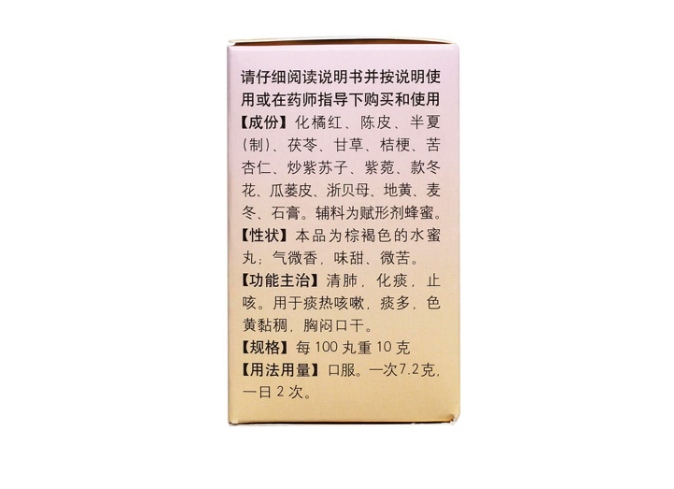 请仔细阅读说明书并按说明使
用或在药师指导下购买和使用
【成份】化橘红、陈皮、半夏
(制)、茯苓、甘草、桔梗、苦
杏仁、炒紫苏子、紫菀、款冬
花、瓜蒌皮、浙贝母、地黄、麦
冬、石膏。辅料为赋形剂蜂蜜。
【性状】本品为棕褐色的水蜜
丸；气微香，味甜、微苦。
【功能主治】清肺，化痰，止
咳。用于痰热咳嗽，痰多，色
黄黏稠，胸闷口干。
【规格】每100丸重10克
【用法用量】口服。一次7.2克，
一日2次。